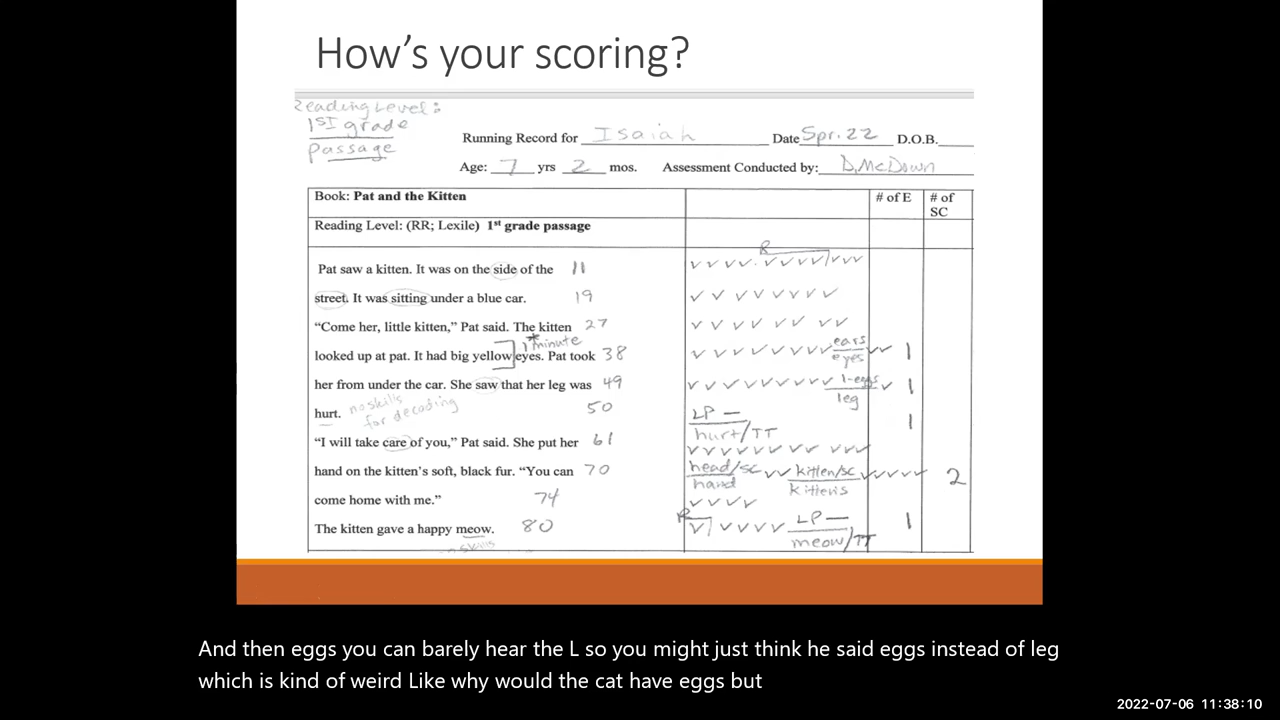 How's your scoring?
Reading Level:
1st grade
passage
Running Record for Isaiah Date Spr. 22 D.O.B.
Age: 7 yrs 2 mos. Assessment Conducted by: D. McDown
Book: Pat and the Kitten # of E # of SC
Reading Level: (RR; Lexile) 1st grade passage
R
Pat saw a kitten. It was on the side of the 11 ✓ ✓ ✓ ✓ ✓ ✓ ✓ ✓ ✓ ✓ ✓
street. It was sitting under a blue car. 19 ✓ ✓ ✓ ✓ ✓ ✓ ✓ ✓
"Come her, little kitten," Pat said. The kitten 27 ✓ ✓ ✓ ✓ ✓ ✓ ✓ ✓
1 minute
looked up at pat. It had big yellow eyes. Pat took 38 ✓ ✓ ✓ ✓ ✓ ✓ ✓ ✓ ears/eyes ✓ ✓ 1
her from under the car. She saw that her leg was 49 ✓ ✓ ✓ ✓ ✓ ✓ ✓ ✓ ✓ l-eggs/leg ✓ 1
hurt. no skills for decoding 50 LP — hurt/TT 1
"I will take care of you," Pat said. She put her 61 ✓ ✓ ✓ ✓ ✓ ✓ ✓ ✓ ✓ ✓ ✓
hand on the kitten's soft, black fur. "You can 70 head/SC hand ✓ ✓ kitten/SC kittens ✓ ✓ ✓ ✓ ✓ 2
come home with me." 74 ✓ ✓ ✓ ✓
The kitten gave a happy meow. 80 R ✓ ✓ ✓ ✓ ✓ LP — meow/TT 1
skills
And then eggs you can barely hear the L so you might just think he said eggs instead of leg
which is kind of weird Like why would the cat have eggs but
2022-07-06 11:38:10